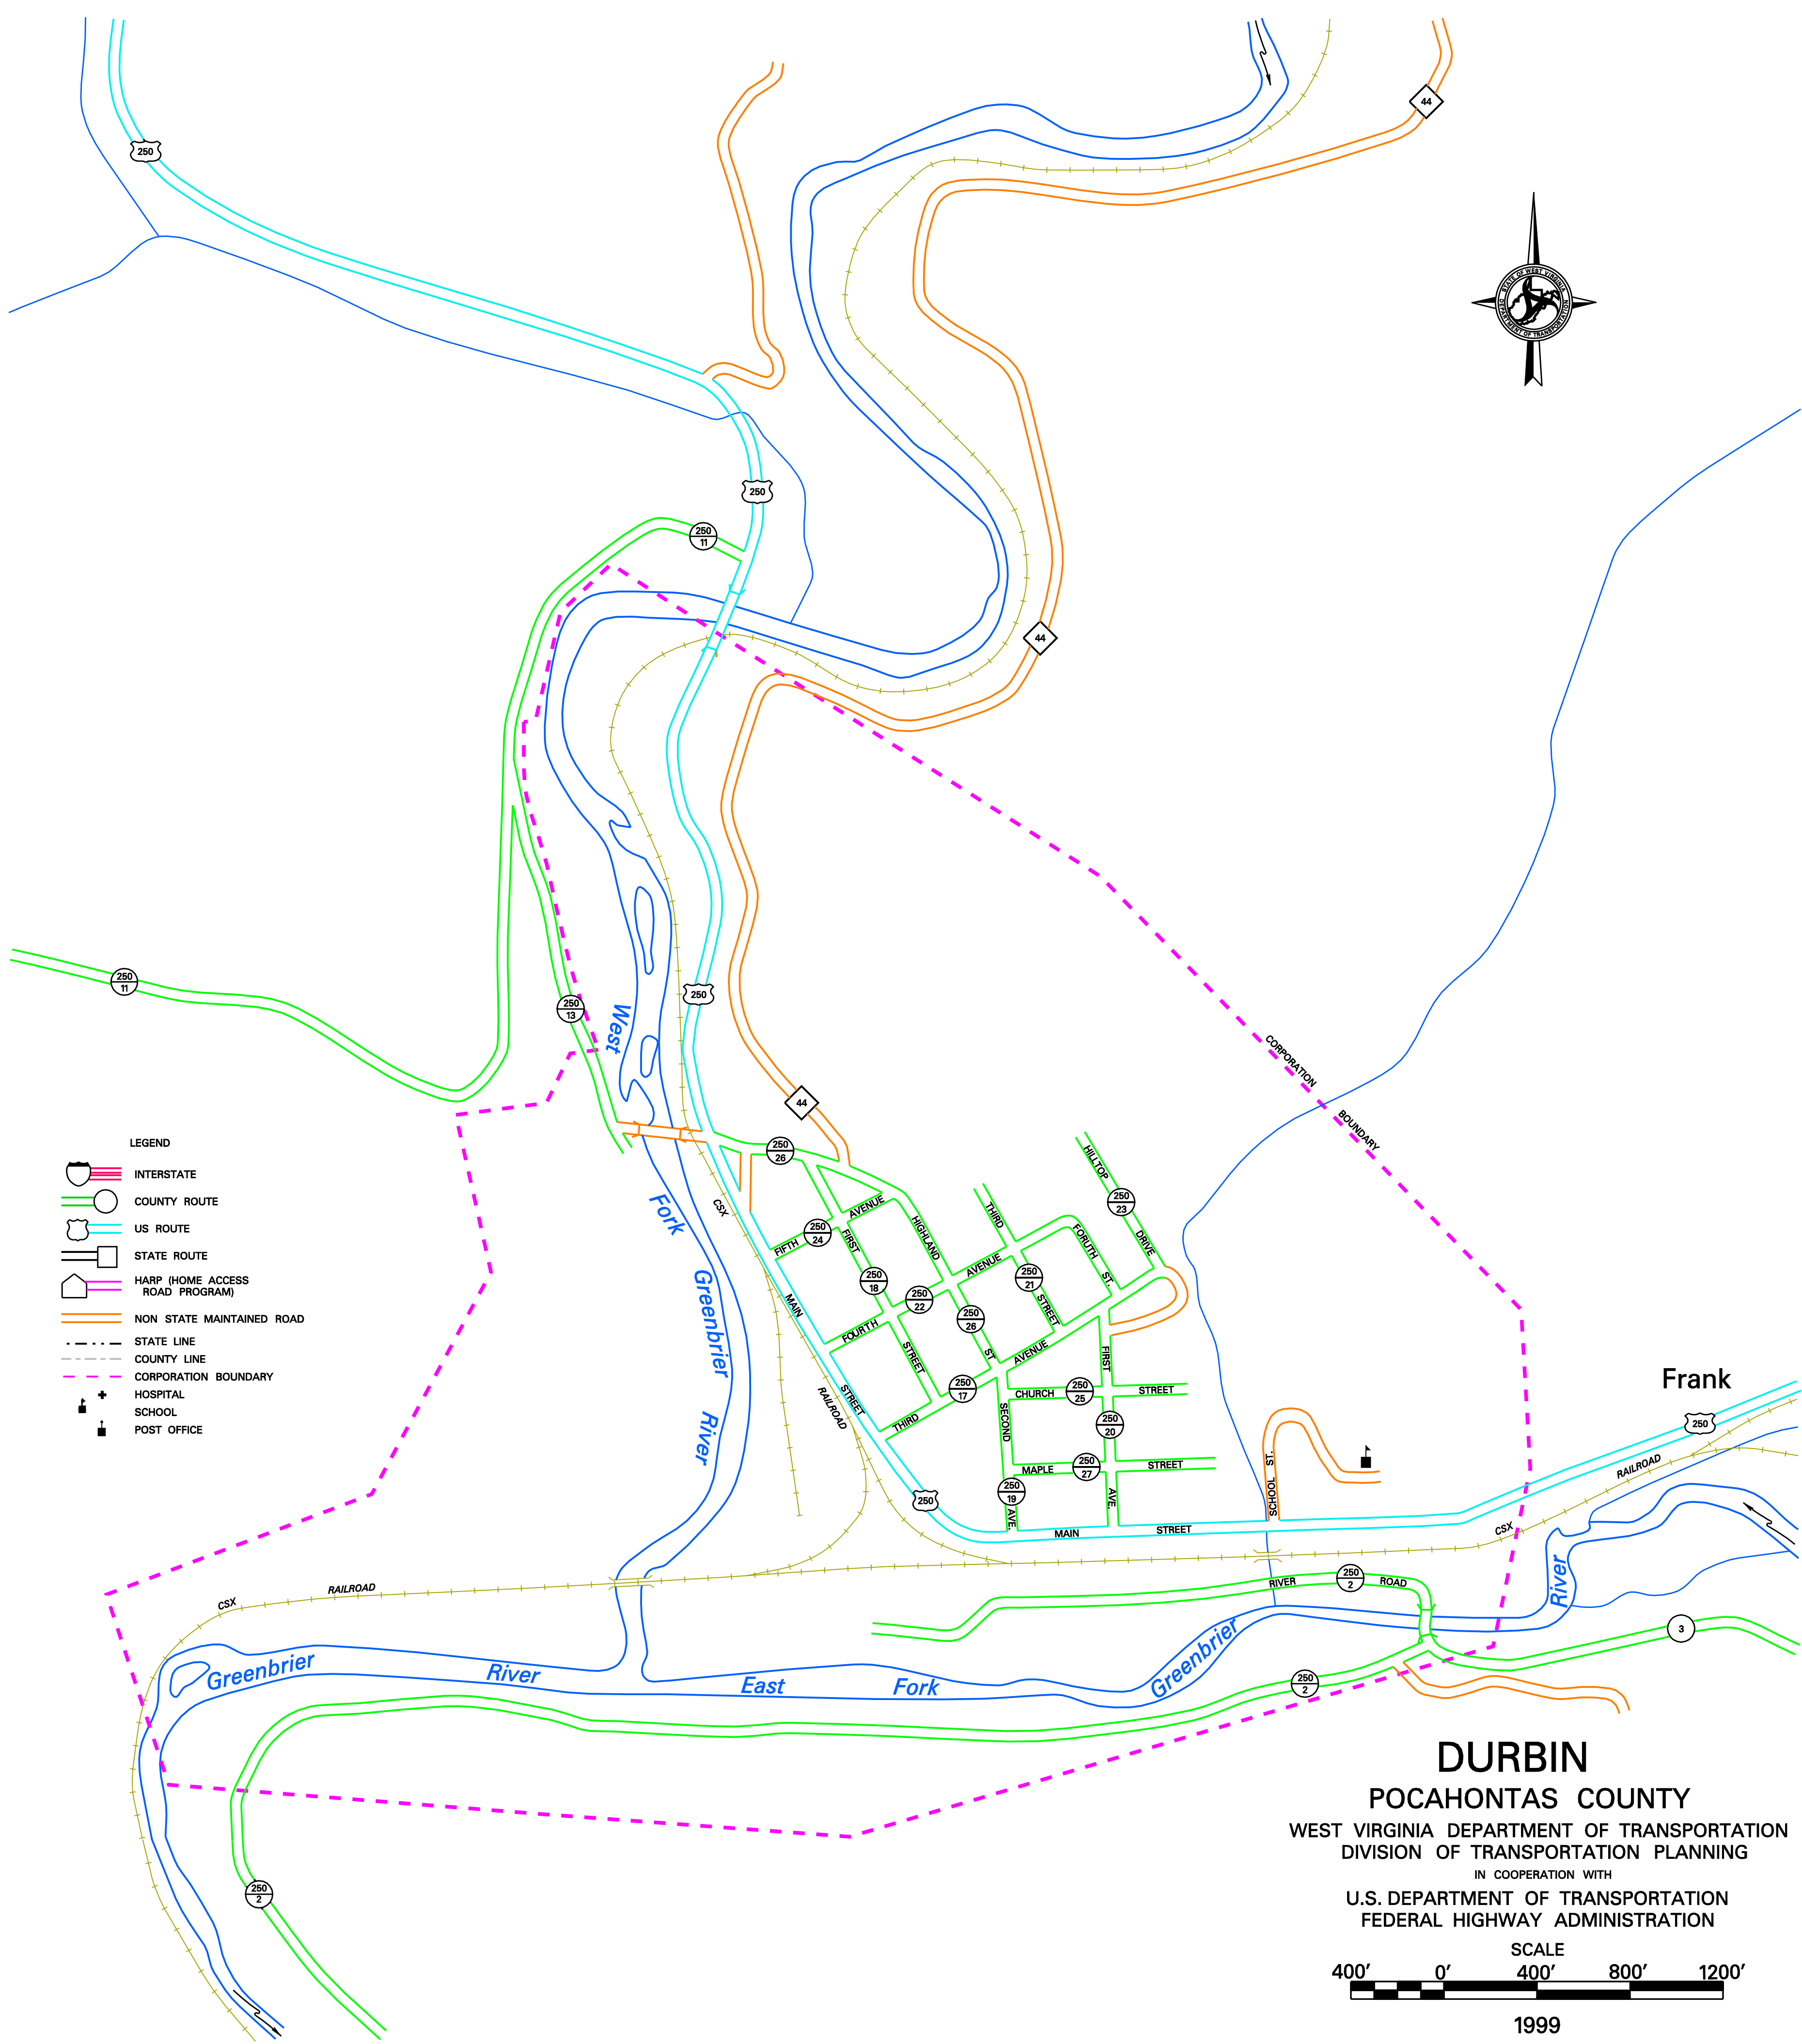 250
44
STATE OF WEST VIRGINIA
DEPARTMENT OF TRANSPORTATION
250
250
11
44
250
11
250
13
250
West
CORPORATION
BOUNDARY
44
LEGEND
INTERSTATE
COUNTY ROUTE
US ROUTE
STATE ROUTE
HARP (HOME ACCESS
ROAD PROGRAM)
NON STATE MAINTAINED ROAD
STATE LINE
COUNTY LINE
CORPORATION BOUNDARY
HOSPITAL
SCHOOL
POST OFFICE
250
26
HILLTOP
250
23
DRIVE
CSX
Fork
Greenbrier
River
FIFTH
250
24
AVENUE
FIRST
HIGHLAND
THIRD
FORUTH
ST.
250
18
250
22
AVENUE
250
21
STREET
MAIN
FOURTH
250
26
ST
STREET
AVENUE
FIRST
RAILROAD
STREET
THIRD
250
17
CHURCH
250
25
STREET
SECOND
250
20
MAPLE
250
27
STREET
250
19
AVE.
AVE.
250
MAIN
STREET
SCHOOL ST.
Frank
250
RAILROAD
CSX
CSX
RAILROAD
RIVER
250
2
ROAD
River
3
Greenbrier
River
East
Fork
Greenbrier
250
2
250
2
DURBIN
POCAHONTAS COUNTY
WEST VIRGINIA DEPARTMENT OF TRANSPORTATION
DIVISION OF TRANSPORTATION PLANNING
IN COOPERATION WITH
U.S. DEPARTMENT OF TRANSPORTATION
FEDERAL HIGHWAY ADMINISTRATION
SCALE
400' 0' 400' 800' 1200'
1999